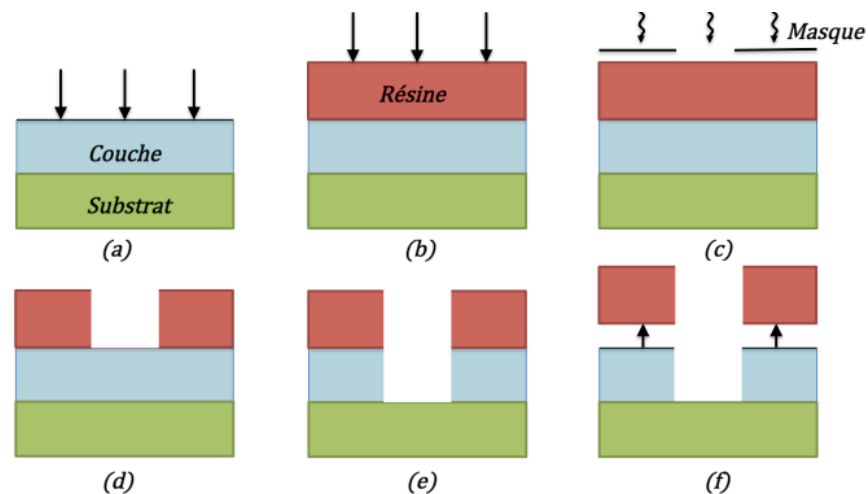 Masque
Résine
Couche
Substrat
(a)
(b)
(c)
(d)
(e)
(f)